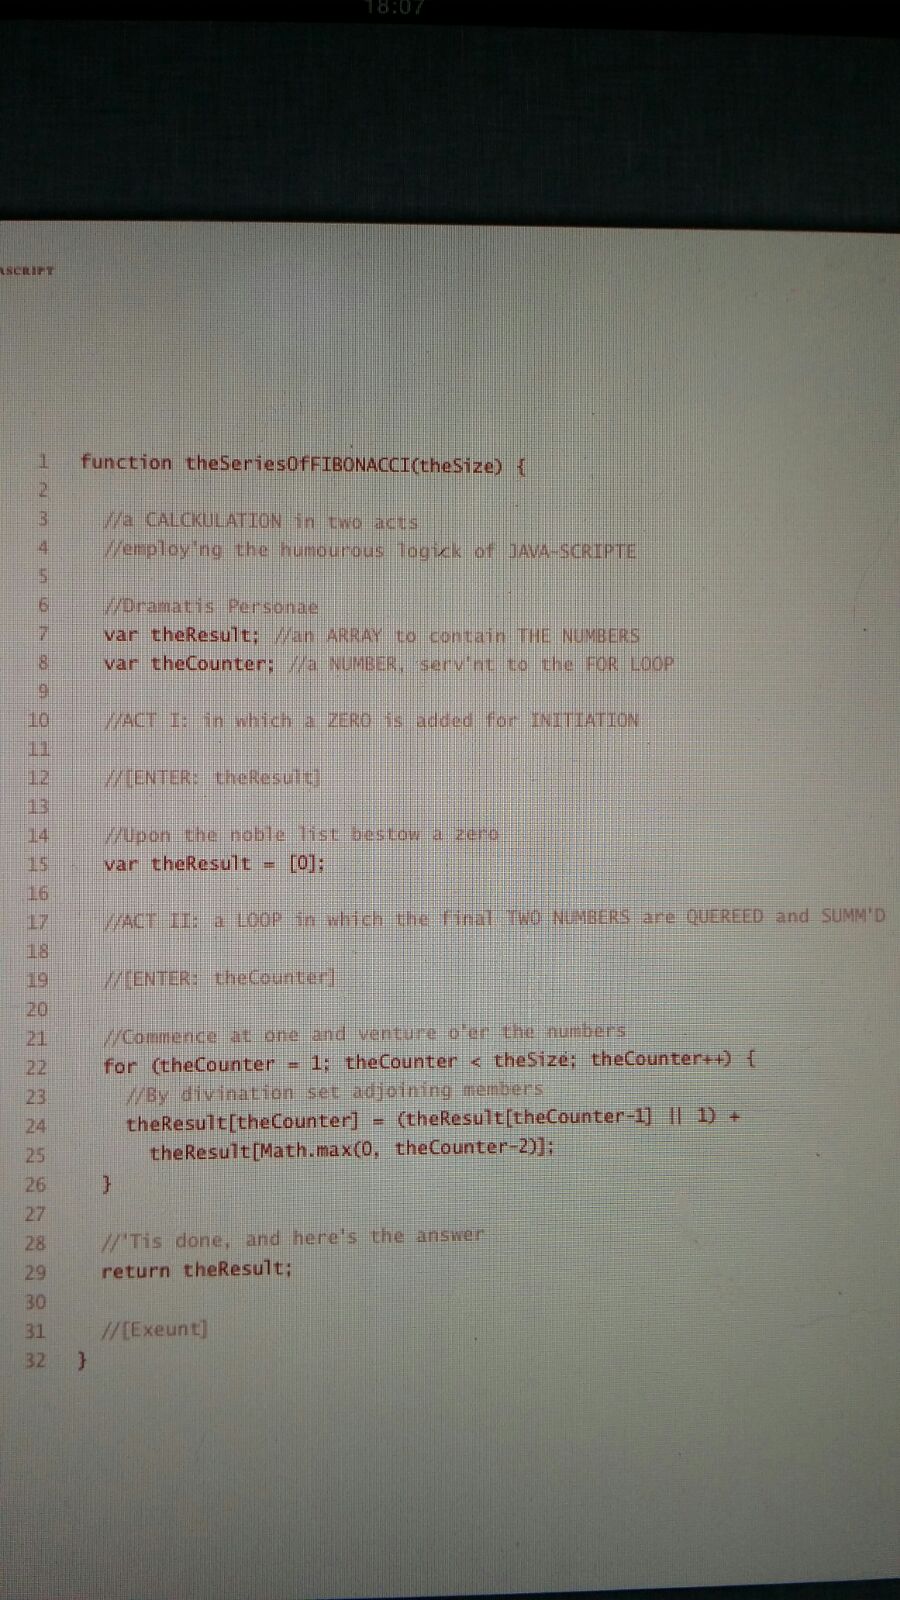 18:07
ASCRIPT
1 function theSeriesOfFIBONACCI(theSize) {
2
3 //a CALCKULATION in two acts
4 //employ'ng the humourous logick of JAVA-SCRIPTE
5
6 //Dramatis Personae
7 var theResult; //an ARRAY to contain THE NUMBERS
8 var theCounter; //a NUMBER, serv'nt to the FOR LOOP
9
10 //ACT I: in which a ZERO is added for INITIATION
11
12 //[ENTER: theResult]
13
14 //Upon the noble list bestow a zero
15 var theResult = [0];
16
17 //ACT II: a LOOP in which the final TWO NUMBERS are QUEREED and SUMM'D
18
19 //[ENTER: theCounter]
20
21 //Commence at one and venture o'er the numbers
22 for (theCounter = 1; theCounter < theSize; theCounter++) {
23 //By divination set adjoining members
24 theResult[theCounter] = (theResult[theCounter-1] || 1) +
25 theResult[Math.max(0, theCounter-2)];
26 }
27
28 //'Tis done, and here's the answer
29 return theResult;
30
31 //[Exeunt]
32 }